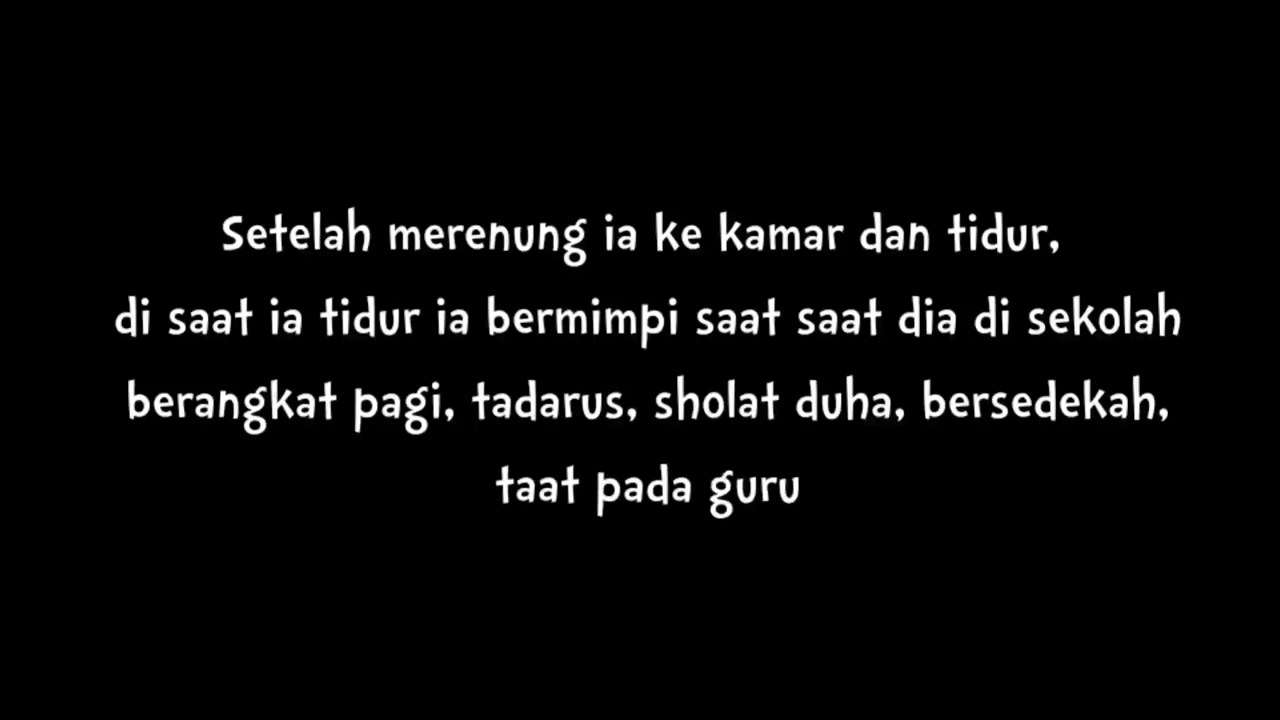 Setelah merenung ia ke kamar dan tidur,
di saat ia tidur ia bermimpi saat saat dia di sekolah
berangkat pagi, tadarus, sholat duha, bersedekah,
taat pada guru